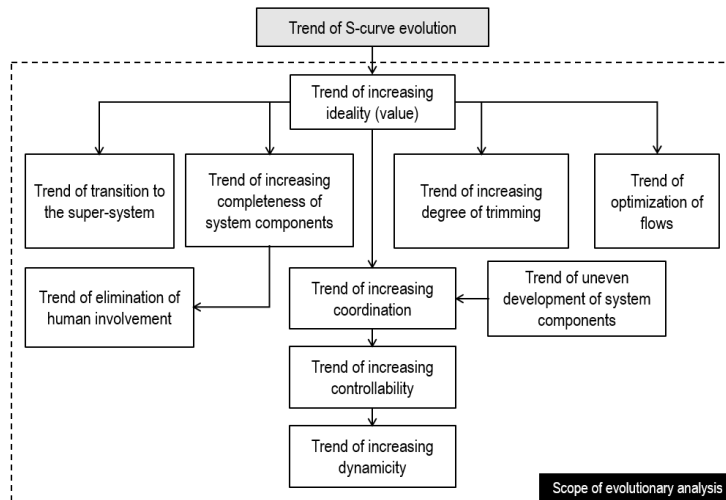 Trend of S-curve evolution
Trend of increasing
ideality (value)
Trend of transition to
the super-system
Trend of increasing
completeness of
system components
Trend of increasing
degree of trimming
Trend of
optimization of
flows
Trend of elimination of
human involvement
Trend of increasing
coordination
Trend of uneven
development of system
components
Trend of increasing
controllability
Trend of increasing
dynamicity
Scope of evolutionary analysis